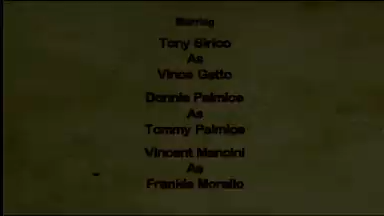 Starring
Tony Sirico
As
Vince Gatto
Dennis Palmice
As
Tommy Palmice
Vincent Mancini
As
Frankie Morello